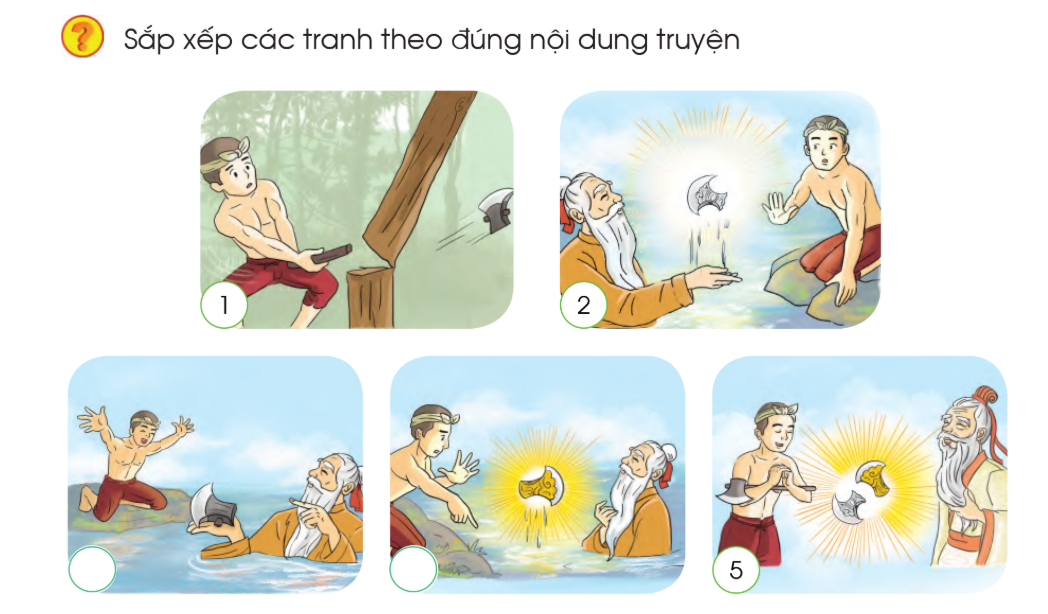 ?
Sắp xếp các tranh theo đúng nội dung truyện
1
2
5